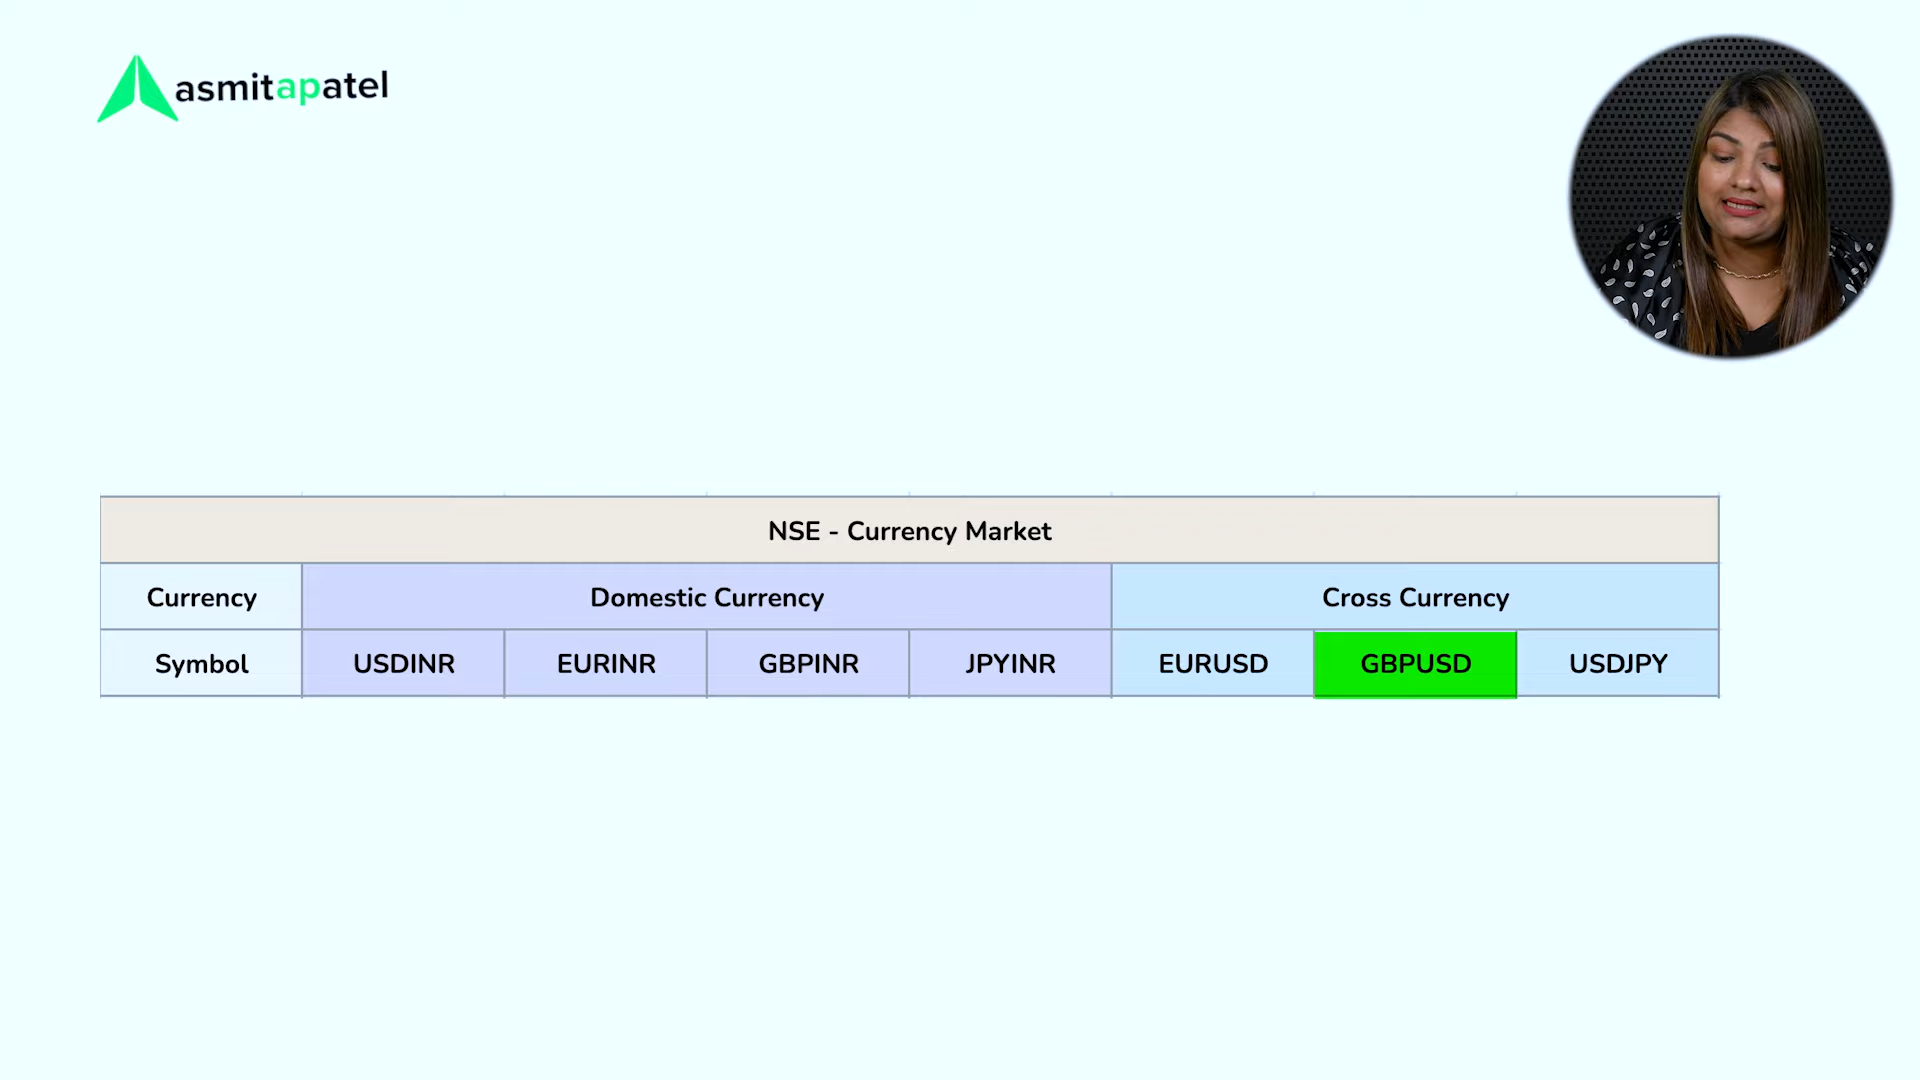 asmitapatel
NSE - Currency Market
Currency Domestic Currency Cross Currency
Symbol USDINR EURINR GBPINR JPYINR EURUSD GBPUSD USDJPY